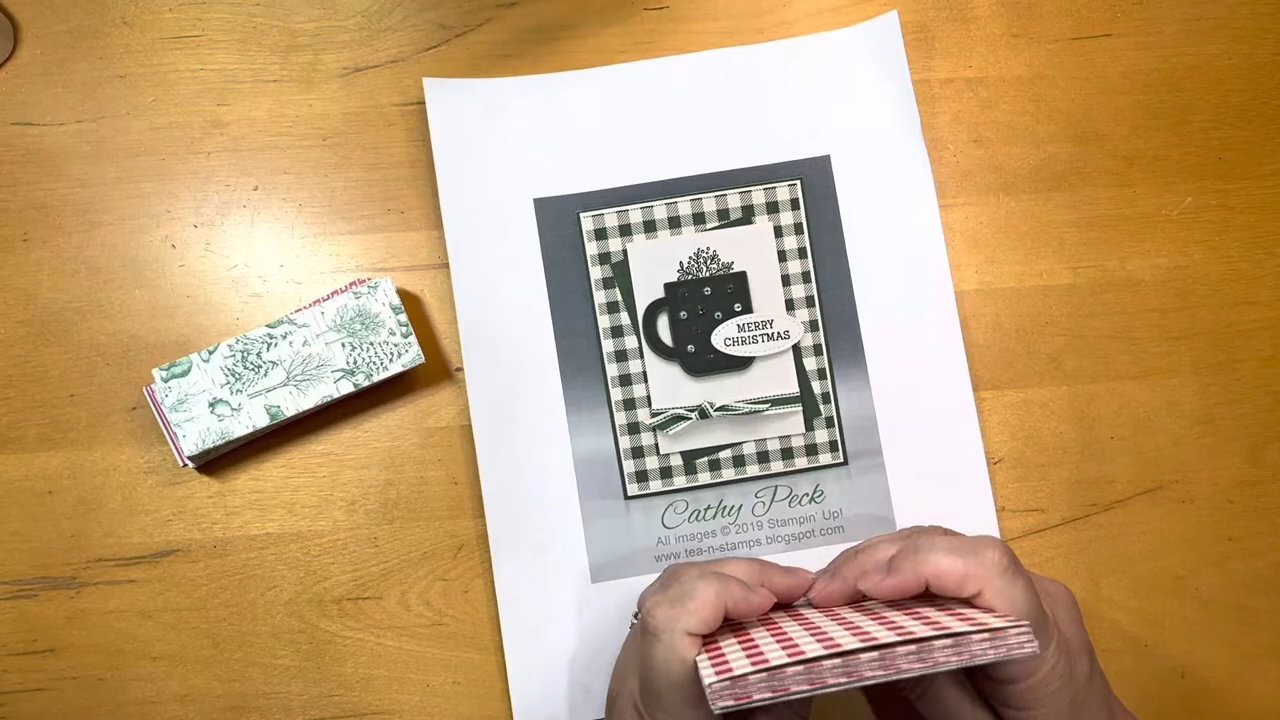 MERRY
CHRISTMAS
Cathy Peck
All images © 2019 Stampin' Up!
www.tea-n-stamps.blogspot.com